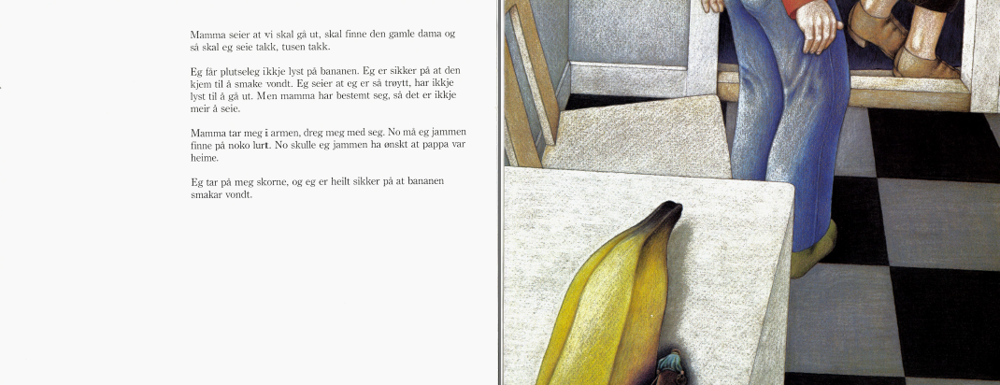 Mamma seier at vi skal gå ut, skal finne den gamle dama og
så skal eg seie takk, tusen takk.
Eg får plutseleg ikkje lyst på bananen. Eg er sikker på at den
kjem til å smake vondt. Eg seier at eg er så trøytt, har ikkje
lyst til å gå ut. Men mamma har bestemt seg, så det er ikkje
meir å seie.
Mamma tar meg i armen, dreg meg med seg. No må eg jammen
finne på noko lurt. No skulle eg jammen ha ønskt at pappa var
heime.
Eg tar på meg skorne, og eg er heilt sikker på at bananen
smakar vondt.